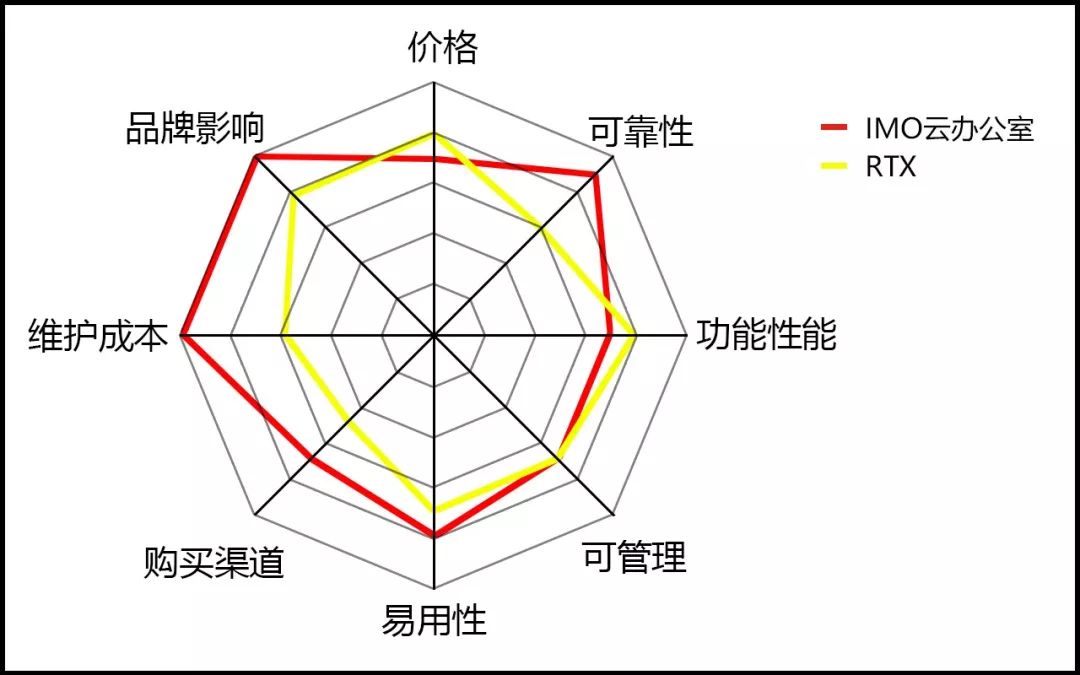 价格
品牌影响
可靠性
IMO云办公室
RTX
维护成本
功能性能
购买渠道
可管理
易用性